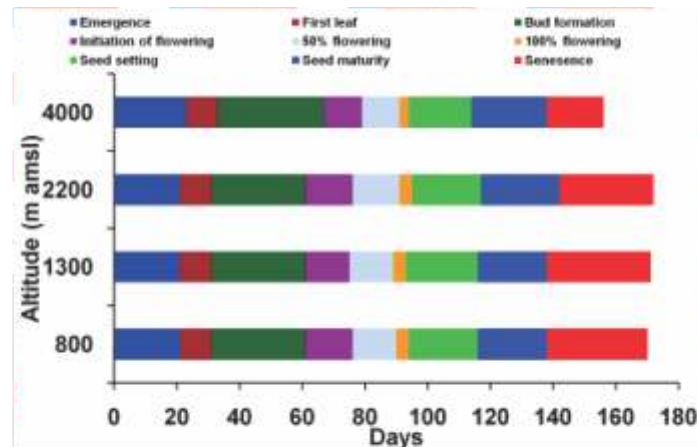 Emergence First leaf Bud formation
Initiation of flowering 50% flowering 100% flowering
Seed setting Seed maturity Senesence
Altitude (m amsl)
4000
2200
1300
800
0 20 40 60 80 100 120 140 160 180
Days